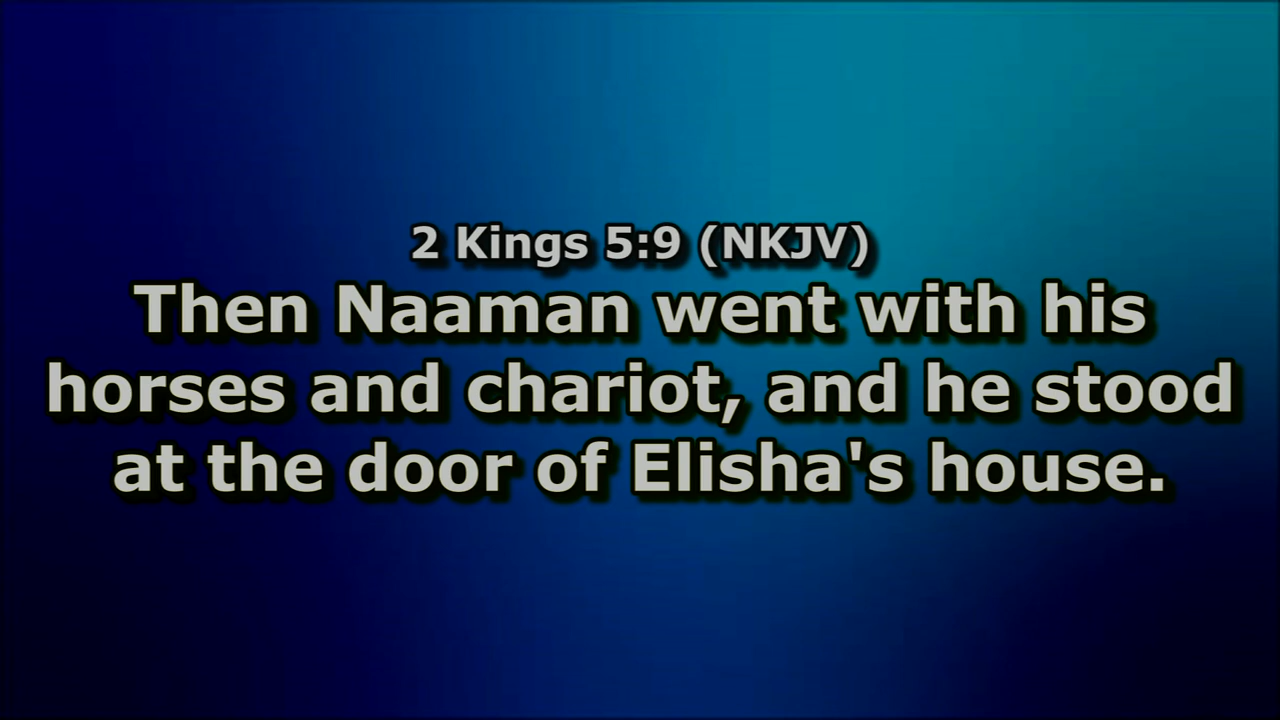 2 Kings 5:9 (NKJV)
Then Naaman went with his
horses and chariot, and he stood
at the door of Elisha's house.